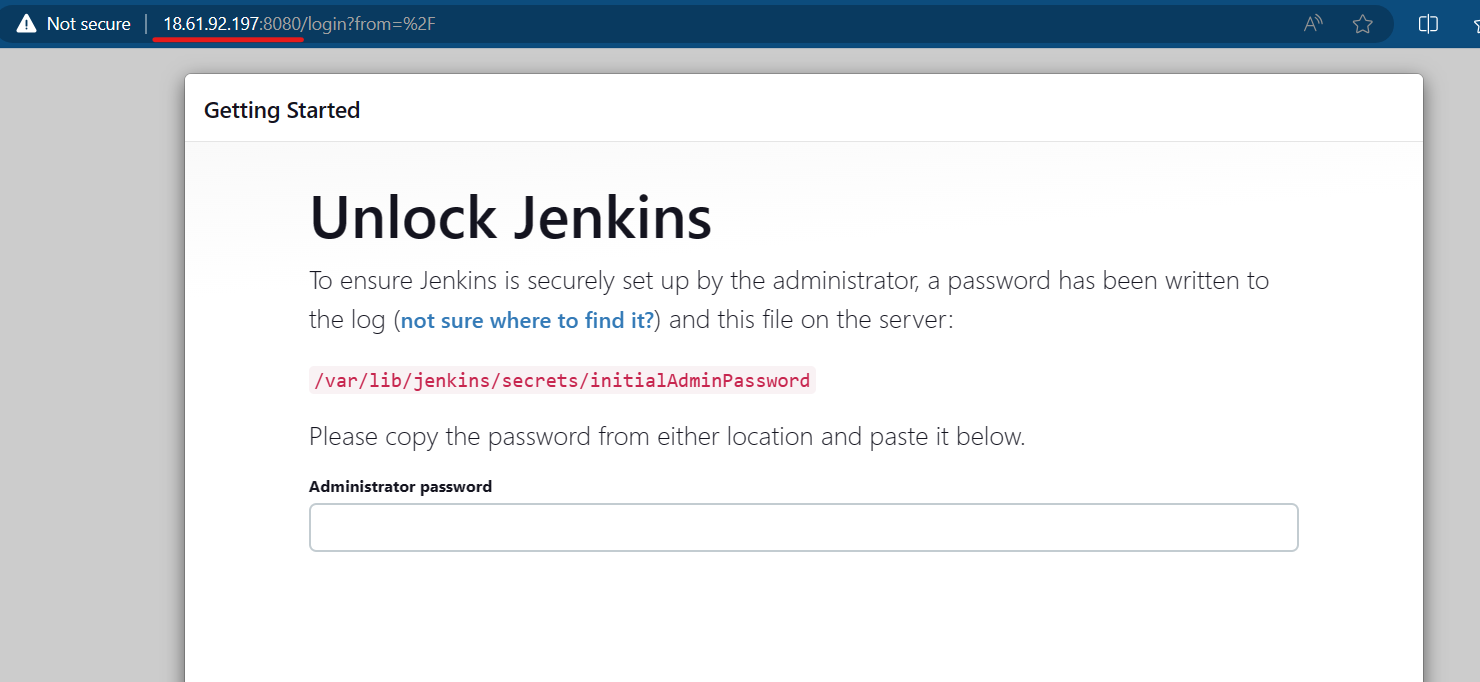 Not secure | 18.61.92.197:8080/login?from=%2F
Getting Started
Unlock Jenkins
To ensure Jenkins is securely set up by the administrator, a password has been written to
the log (not sure where to find it?) and this file on the server:
/var/lib/jenkins/secrets/initialAdminPassword
Please copy the password from either location and paste it below.
Administrator password